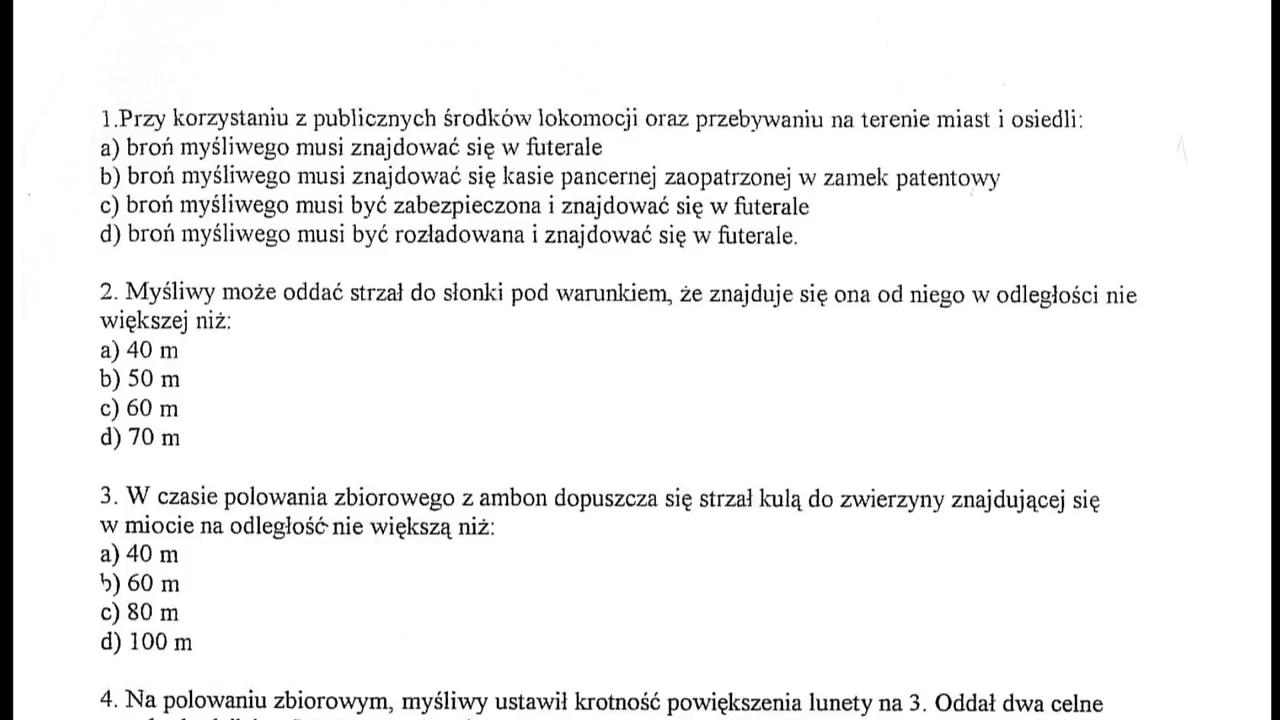 1.Przy korzystaniu z publicznych środków lokomocji oraz przebywaniu na terenie miast i osiedli:
a) broń myśliwego musi znajdować się w futerale
b) broń myśliwego musi znajdować się kasie pancernej zaopatrzonej w zamek patentowy
c) broń myśliwego musi być zabezpieczona i znajdować się w futerale
d) broń myśliwego musi być rozładowana i znajdować się w futerale.
2. Myśliwy może oddać strzał do słonki pod warunkiem, że znajduje się ona od niego w odległości nie
większej niż:
a) 40 m
b) 50 m
c) 60 m
d) 70 m
3. W czasie polowania zbiorowego z ambon dopuszcza się strzał kulą do zwierzyny znajdującej się
w miocie na odległość nie większą niż:
a) 40 m
b) 60 m
c) 80 m
d) 100 m
4. Na polowaniu zbiorowym, myśliwy ustawił krotność powiększenia lunety na 3. Oddał dwa celne